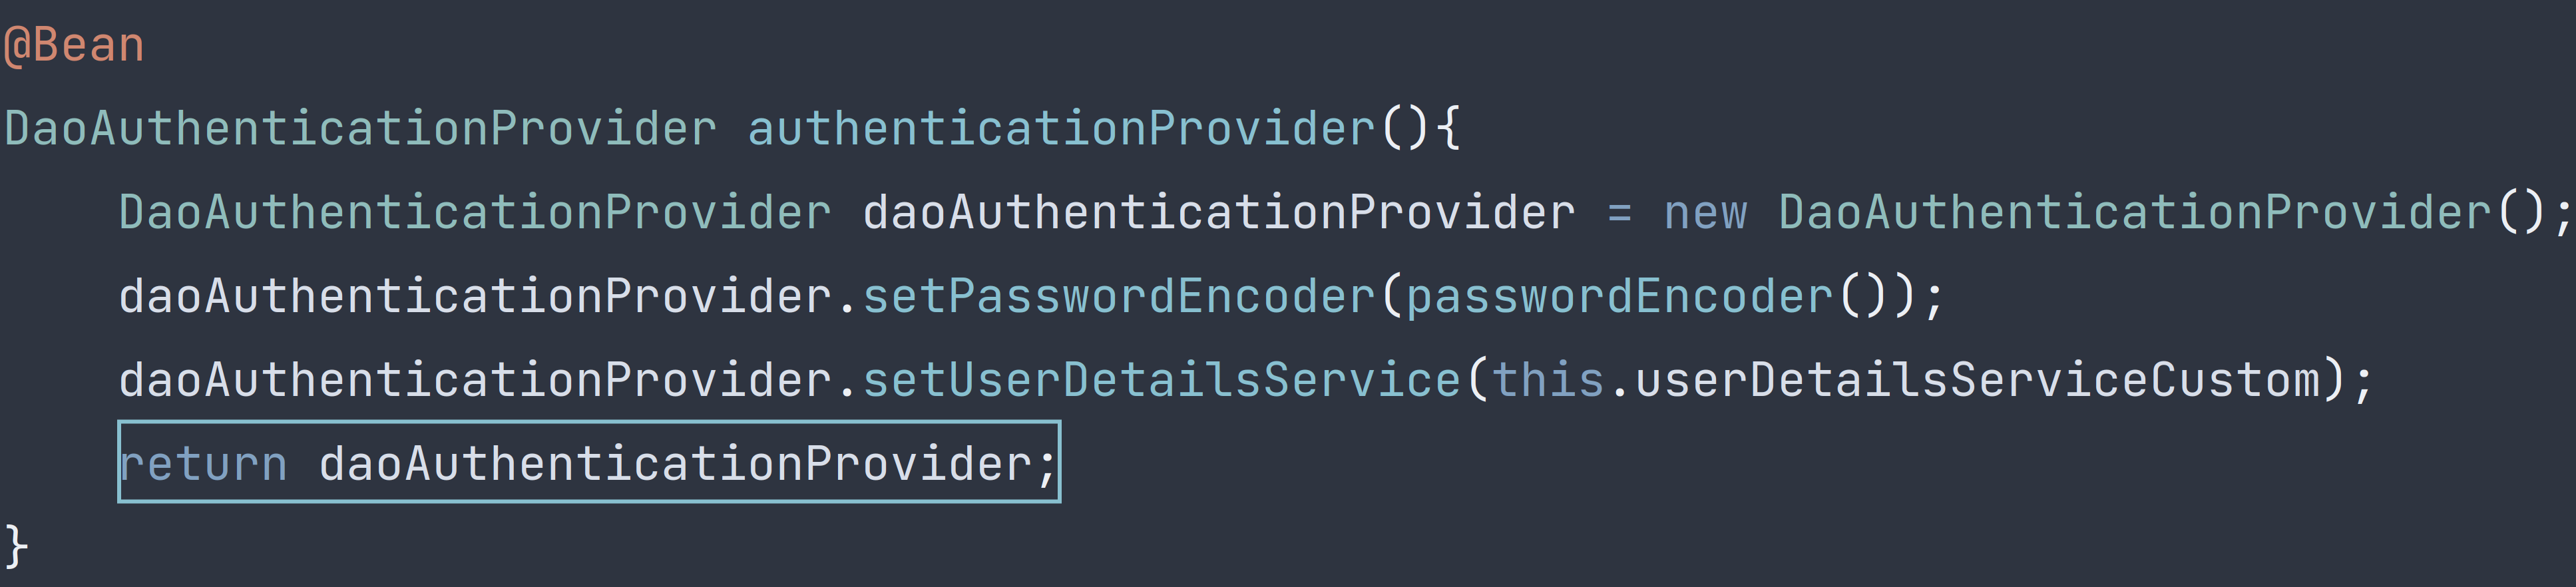 @Bean
DaoAuthenticationProvider authenticationProvider(){
    DaoAuthenticationProvider daoAuthenticationProvider = new DaoAuthenticationProvider();
    daoAuthenticationProvider.setPasswordEncoder(passwordEncoder());
    daoAuthenticationProvider.setUserDetailsService(this.userDetailsServiceCustom);
    return daoAuthenticationProvider;
}